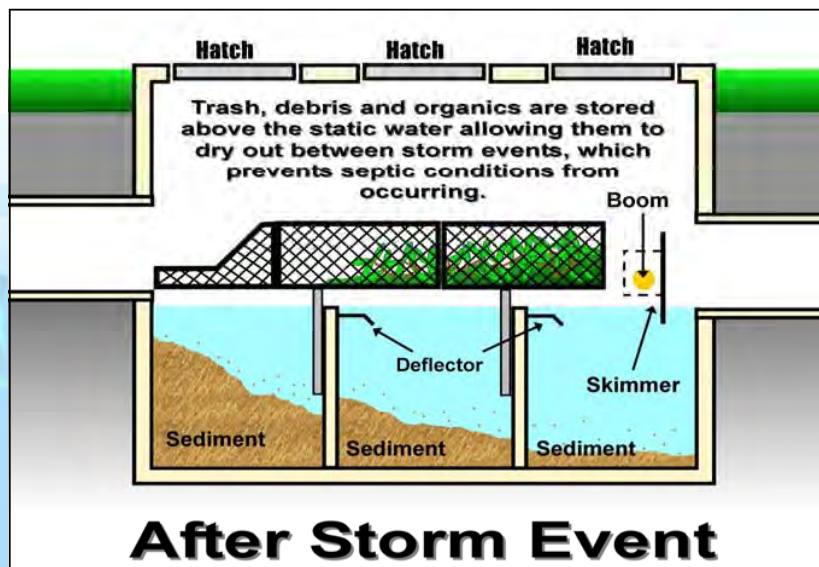 Hatch
Hatch
Hatch
Trash, debris and organics are stored
above the static water allowing them to
dry out between storm events, which
prevents septic conditions from
occurring.
Boom
Deflector
Skimmer
Sediment
Sediment
Sediment
After Storm Event